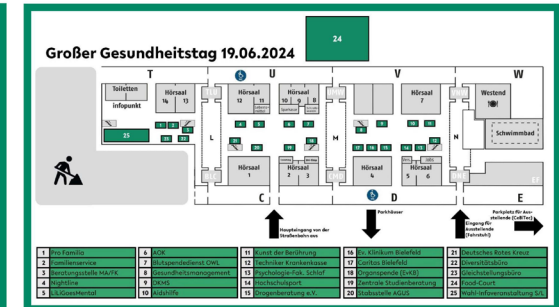 24
Großer Gesundheitstag 19.06.2024
T U V W
Toiletten
infopunkt
Hörsaal
14 13
Hörsaal
12 11
Hörsaal
10 9 8
Hörsaal
7
Westend
Schwimmbad
25
L M N
Hörsaal
1
Hörsaal
2 3
Hörsaal
4
Hörsaal
5 6
C D E
Haupteingang von der
Straßenbahn aus
Parkhäuser
Eingang für
Ausstellende
(Fahrstuhl)
Parkplatz für Aus-
stellende (CeBiTec)
1 Pro Familia
2 Familienservice
3 Beratungsstelle MA/FK
4 Nightline
5 LiLiGoesMental
6 AOK
7 Blutspendedienst OWL
8 Gesundheitsmanagement
9 DKMS
10 Aidshilfe
11 Kunst der Berührung
12 Techniker Krankenkasse
13 Psychologie-Fak. Schlaf
14 Hochschulsport
15 Drogenberatung e.V.
16 Ev. Klinikum Bielefeld
17 Caritas Bielefeld
18 Organspende (EvKB)
19 Zentrale Studienberatung
20 Stabsstelle AGUS
21 Deutsches Rotes Kreuz
22 Diversitätsbüro
23 Gleichstellungsbüro
24 Food-Court
25 Wahl-Infoveranstaltung S/L